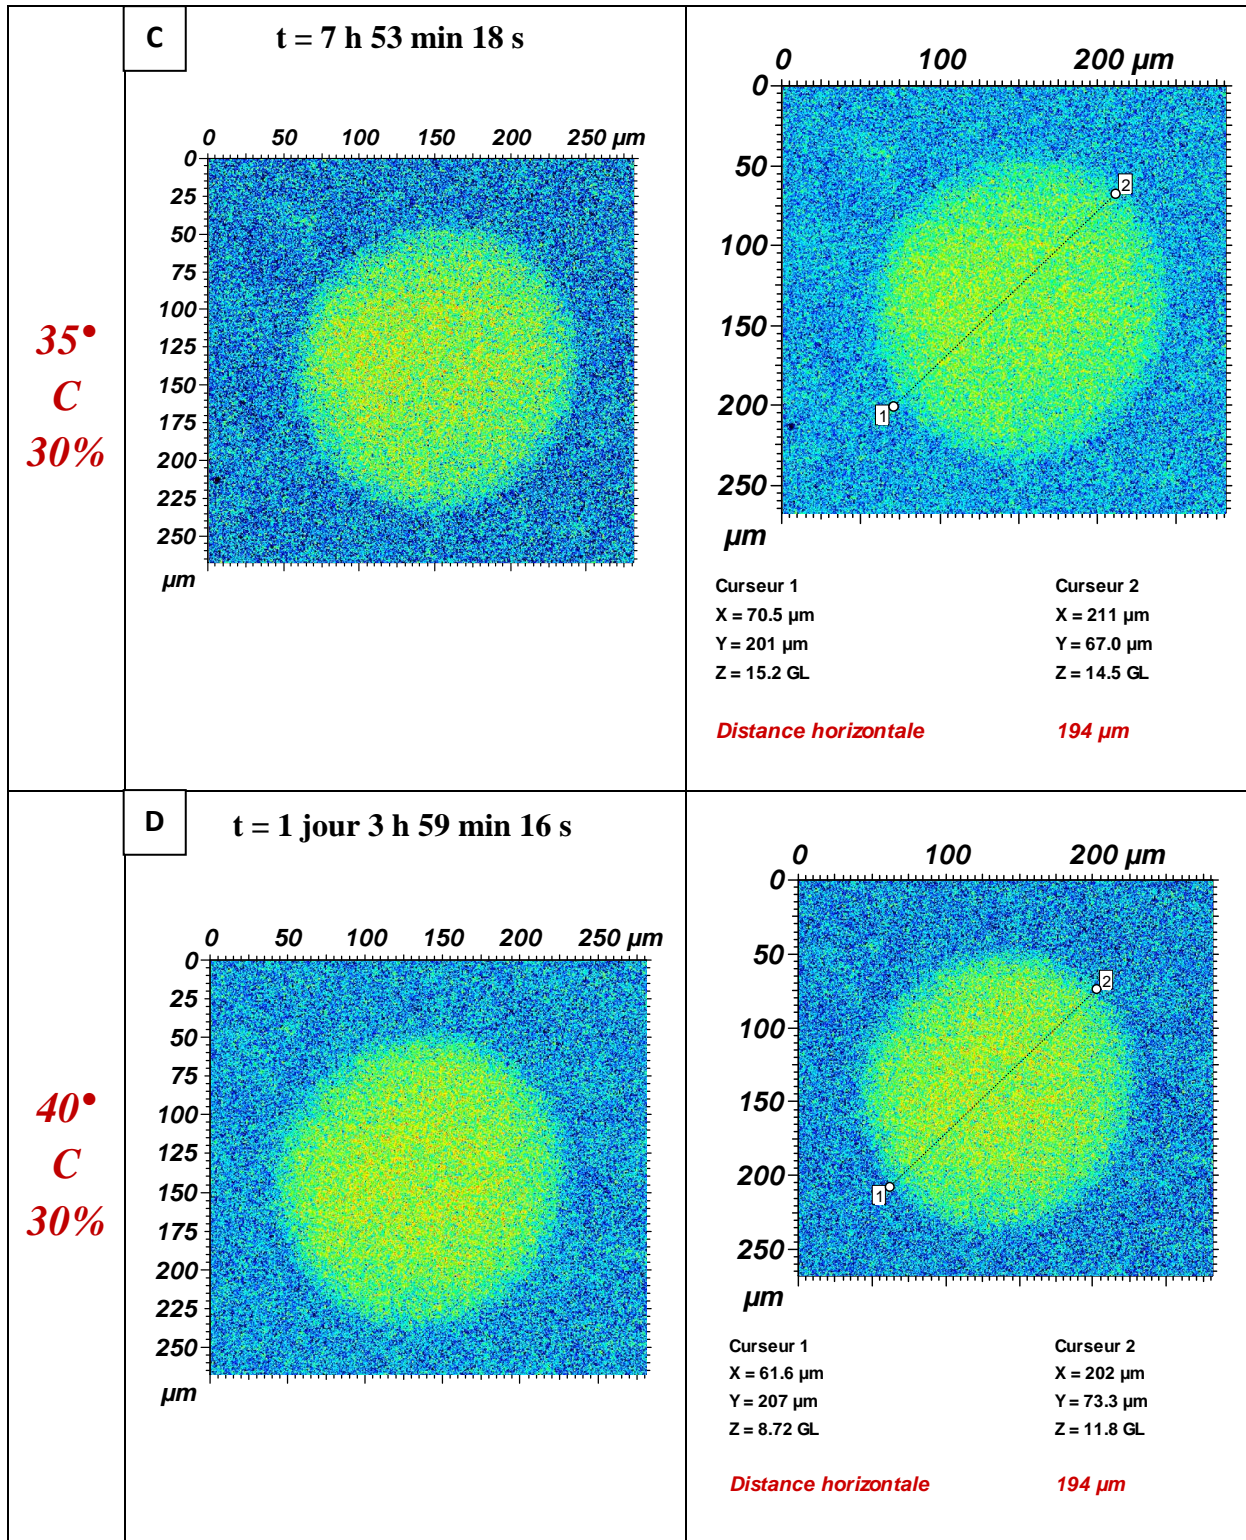 C
t = 7 h 53 min 18 s
35°
C
30%
0 50 100 150 200 250 µm
0
25
50
75
100
125
150
175
200
225
250
µm
0 100 200 µm
0
50
100
150
200
250
µm
1
2
Curseur 1 Curseur 2
X = 70.5 µm X = 211 µm
Y = 201 µm Y = 67.0 µm
Z = 15.2 GL Z = 14.5 GL
Distance horizontale 194 µm
D
t = 1 jour 3 h 59 min 16 s
40°
C
30%
0 50 100 150 200 250 µm
0
25
50
75
100
125
150
175
200
225
250
µm
0 100 200 µm
0
50
100
150
200
250
µm
1
2
Curseur 1 Curseur 2
X = 61.6 µm X = 202 µm
Y = 207 µm Y = 73.3 µm
Z = 8.72 GL Z = 11.8 GL
Distance horizontale 194 µm